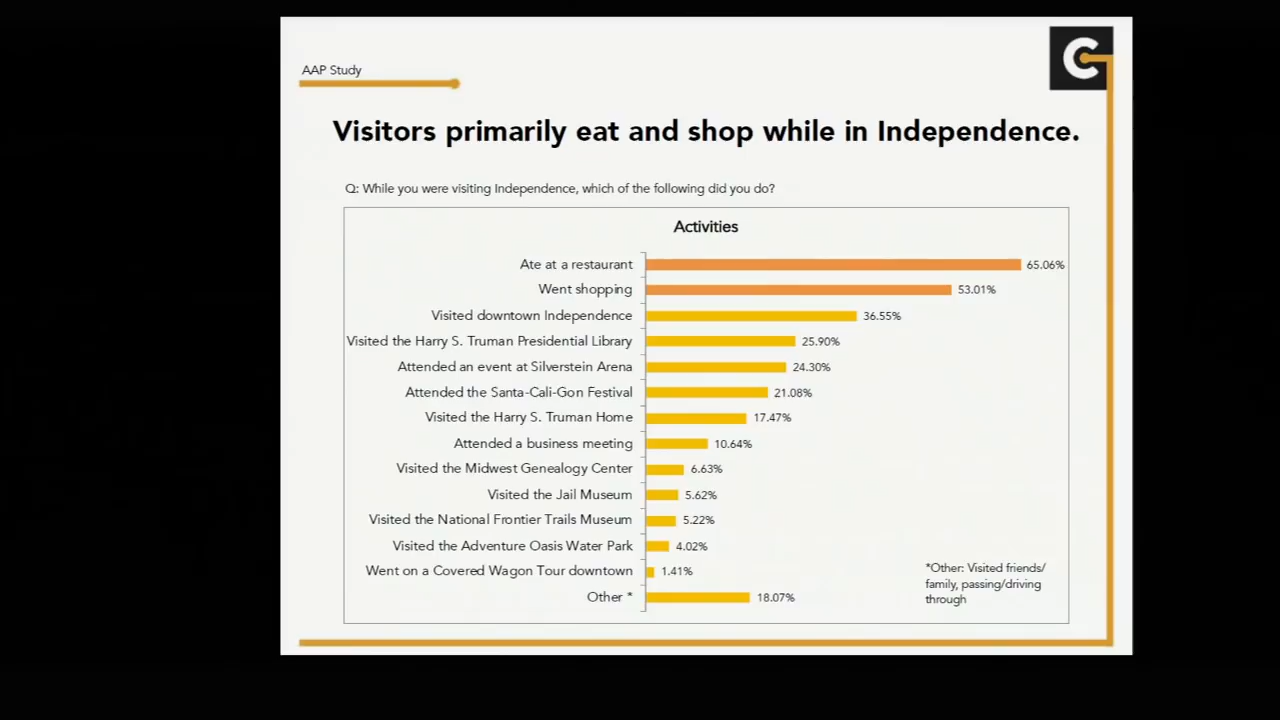 AAP Study
C
Visitors primarily eat and shop while in Independence.
Q: While you were visiting Independence, which of the following did you do?
Activities
Ate at a restaurant 65.06%
Went shopping 53.01%
Visited downtown Independence 36.55%
Visited the Harry S. Truman Presidential Library 25.90%
Attended an event at Silverstein Arena 24.30%
Attended the Santa-Cali-Gon Festival 21.08%
Visited the Harry S. Truman Home 17.47%
Attended a business meeting 10.64%
Visited the Midwest Genealogy Center 6.63%
Visited the Jail Museum 5.62%
Visited the National Frontier Trails Museum 5.22%
Visited the Adventure Oasis Water Park 4.02%
Went on a Covered Wagon Tour downtown 1.41%
Other * 18.07%
*Other: Visited friends/
family, passing/driving
through